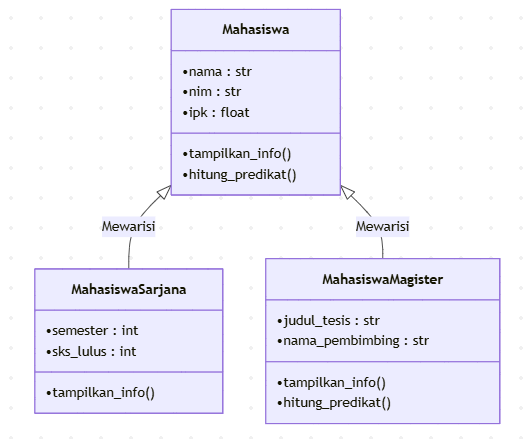 Mahasiswa
•nama : str
•nim : str
•ipk : float
•tampilkan_info()
•hitung_predikat()
Mewarisi
Mewarisi
MahasiswaSarjana
•semester : int
•sks_lulus : int
•tampilkan_info()
MahasiswaMagister
•judul_tesis : str
•nama_pembimbing : str
•tampilkan_info()
•hitung_predikat()